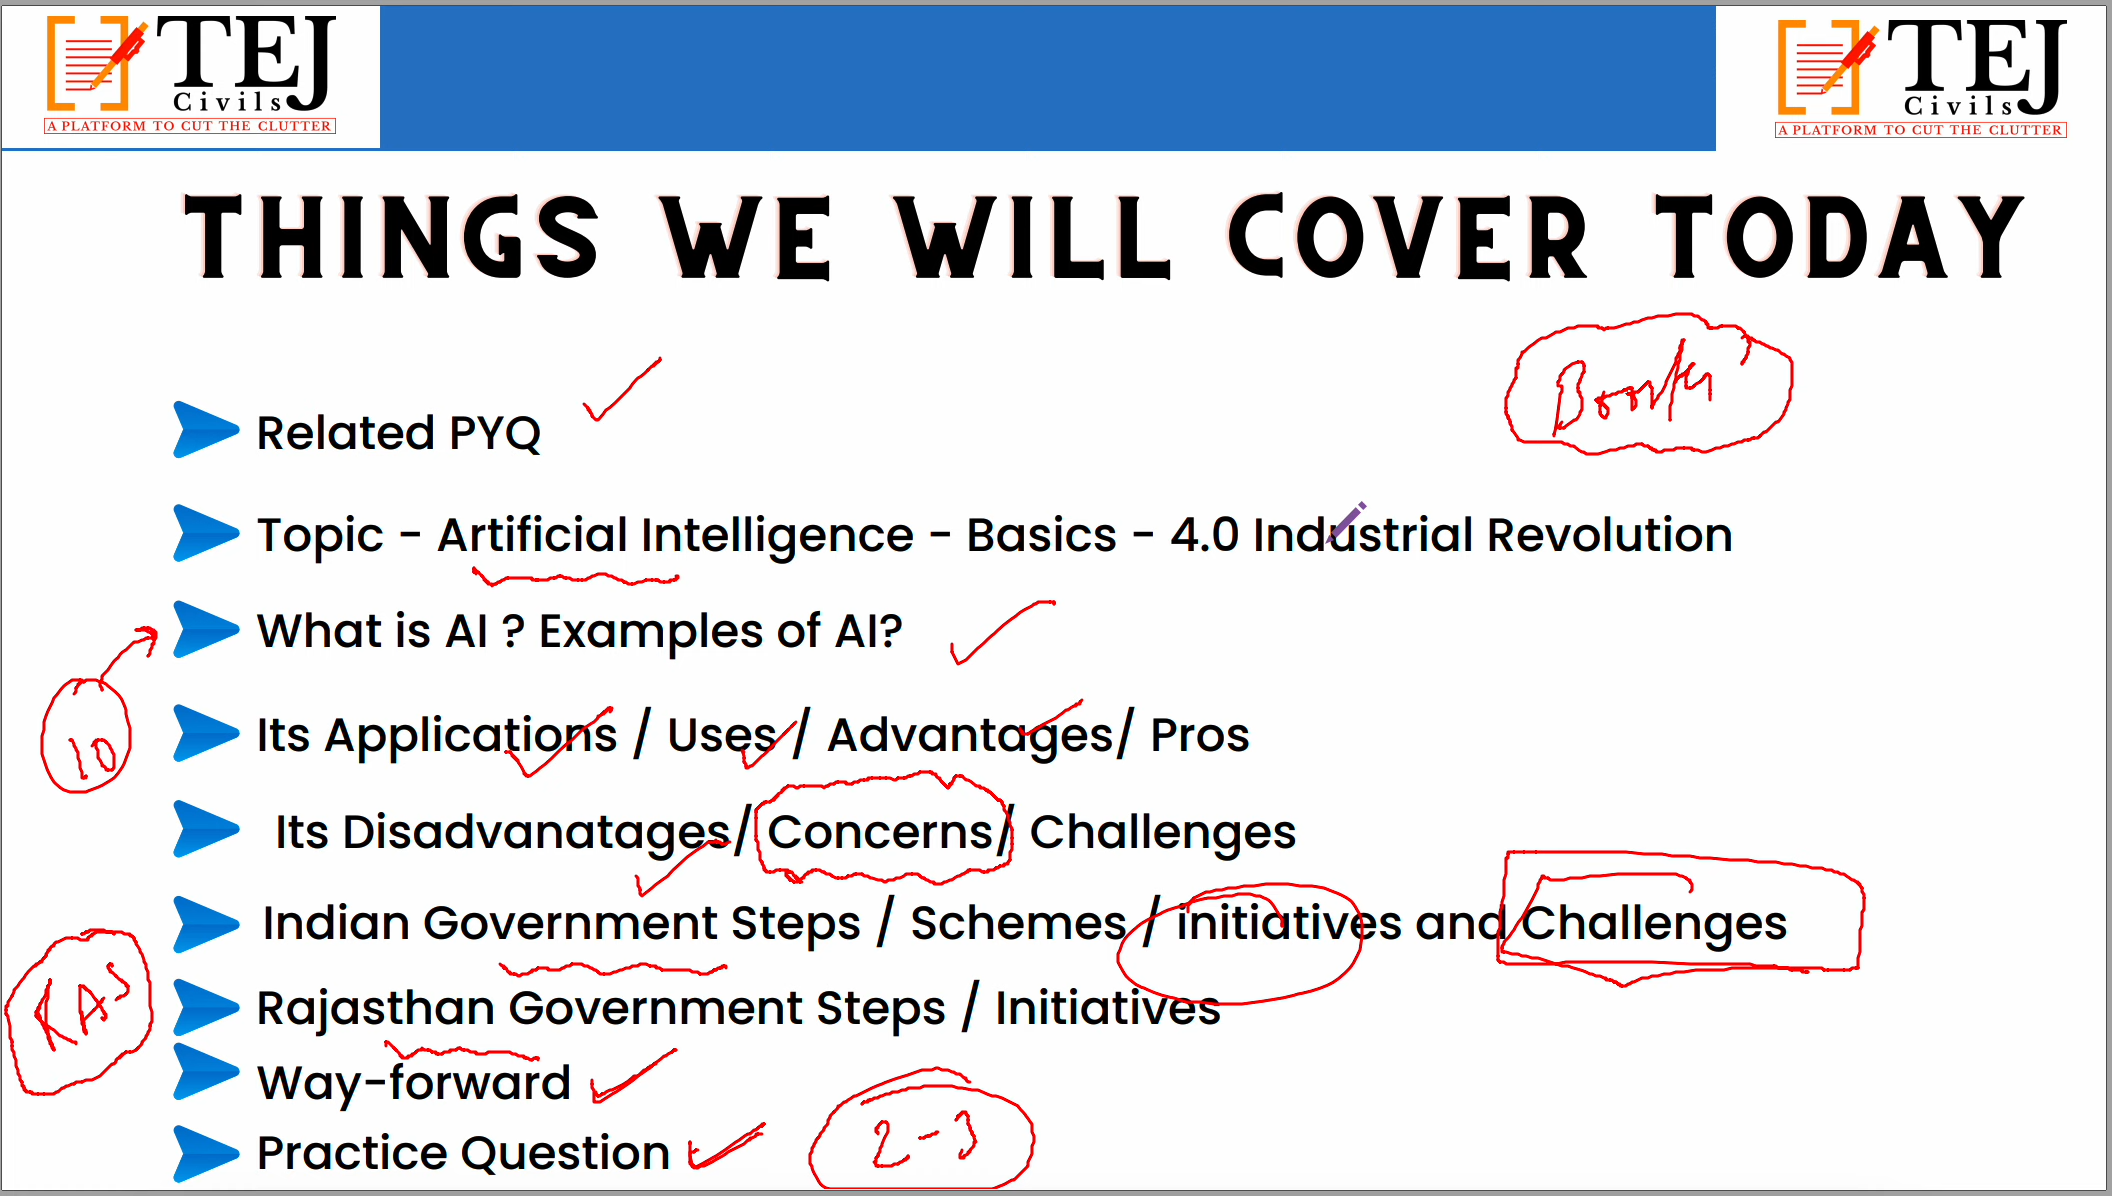 TEJ
Civils
A PLATFORM TO CUT THE CLUTTER
TEJ
Civils
A PLATFORM TO CUT THE CLUTTER
THINGS WE WILL COVER TODAY
Related PYQ
Topic - Artificial Intelligence - Basics - 4.0 Industrial Revolution
What is AI ? Examples of AI?
10
Its Applications / Uses / Advantages/ Pros
Its Disadvanatages/ Concerns/ Challenges
Indian Government Steps / Schemes / initiatives and Challenges
Rajasthan Government Steps / Initiatives
Way-forward
2-3
Practice Question